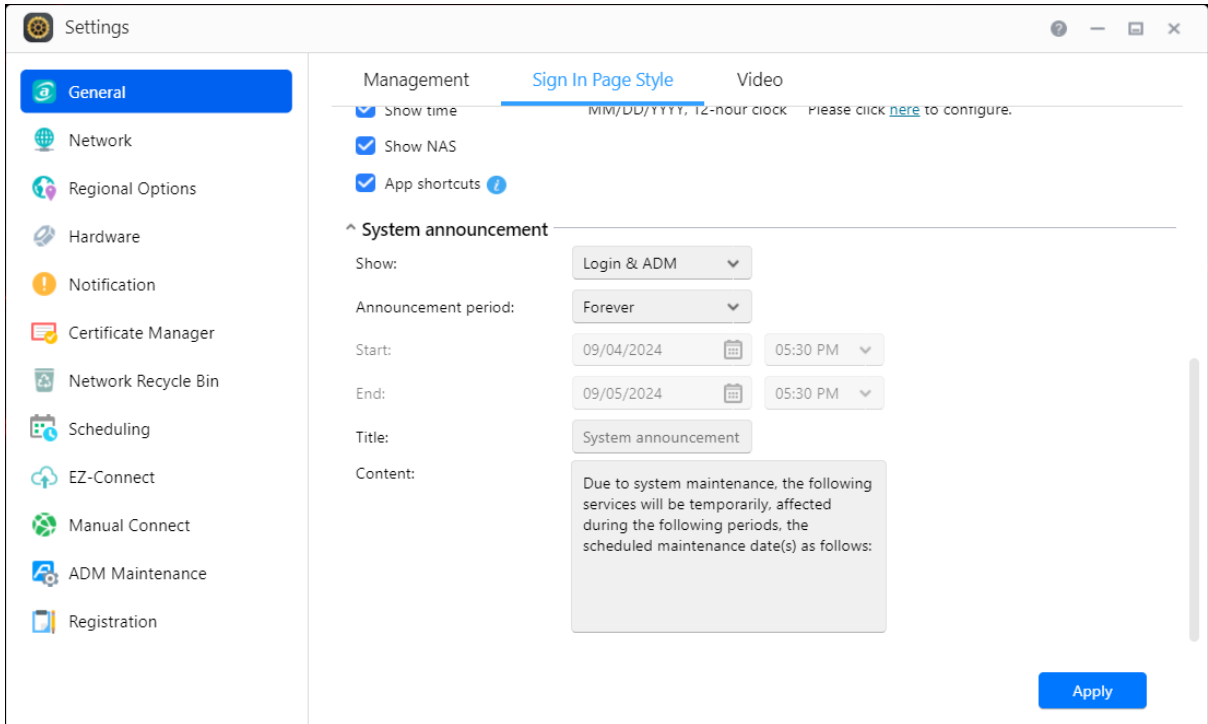 Settings
General
Network
Regional Options
Hardware
Notification
Certificate Manager
Network Recycle Bin
Scheduling
EZ-Connect
Manual Connect
ADM Maintenance
Registration
Management Sign In Page Style Video
Show time MM/DD/YYYY, 12-hour clock Please click here to configure.
Show NAS
App shortcuts
System announcement
Show: Login & ADM
Announcement period: Forever
Start: 09/04/2024 05:30 PM
End: 09/05/2024 05:30 PM
Title: System announcement
Content:
Due to system maintenance, the following
services will be temporarily, affected
during the following periods, the
scheduled maintenance date(s) as follows:
Apply